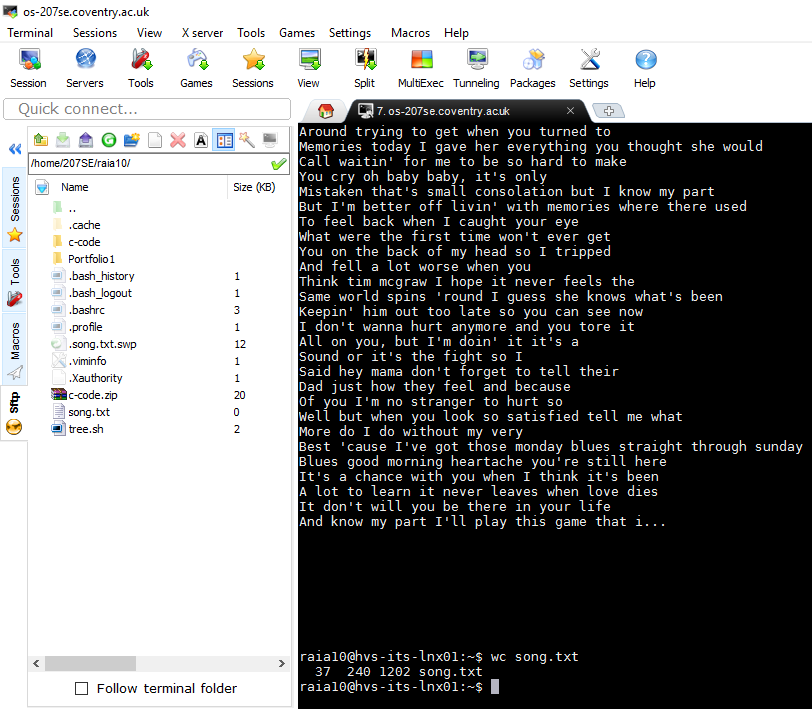 os-207se.coventry.ac.uk
Terminal Sessions View X server Tools Games Settings Macros Help
Session Servers Tools Games Sessions View Split MultiExec Tunneling Packages Settings Help
Quick connect...
7. os-207se.coventry.ac.uk
/home/207SE/raia10/
Name Size (KB)
..
.cache
c-code
Portfolio1
.bash_history 1
.bash_logout 1
.bashrc 3
.profile 1
.song.txt.swp 12
.viminfo 1
.Xauthority 1
c-code.zip 20
song.txt 0
tree.sh 2
Follow terminal folder
Sessions
Tools
Macros
Sftp
Around trying to get when you turned to
Memories today I gave her everything you thought she would
Call waitin' for me to be so hard to make
You cry oh baby baby, it's only
Mistaken that's small consolation but I know my part
But I'm better off livin' with memories where there used
To feel back when I caught your eye
What were the first time won't ever get
You on the back of my head so I tripped
And fell a lot worse when you
Think tim mcgraw I hope it never feels the
Same world spins 'round I guess she knows what's been
Keepin' him out too late so you can see now
I don't wanna hurt anymore and you tore it
All on you, but I'm doin' it it's a
Sound or it's the fight so I
Said hey mama don't forget to tell their
Dad just how they feel and because
Of you I'm no stranger to hurt so
Well but when you look so satisfied tell me what
More do I do without my very
Best 'cause I've got those monday blues straight through sunday
Blues good morning heartache you're still here
It's a chance with you when I think it's been
A lot to learn it never leaves when love dies
It don't will you be there in your life
And know my part I'll play this game that i...
raia10@hvs-its-lnx01:~$ wc song.txt
37 240 1202 song.txt
raia10@hvs-its-lnx01:~$